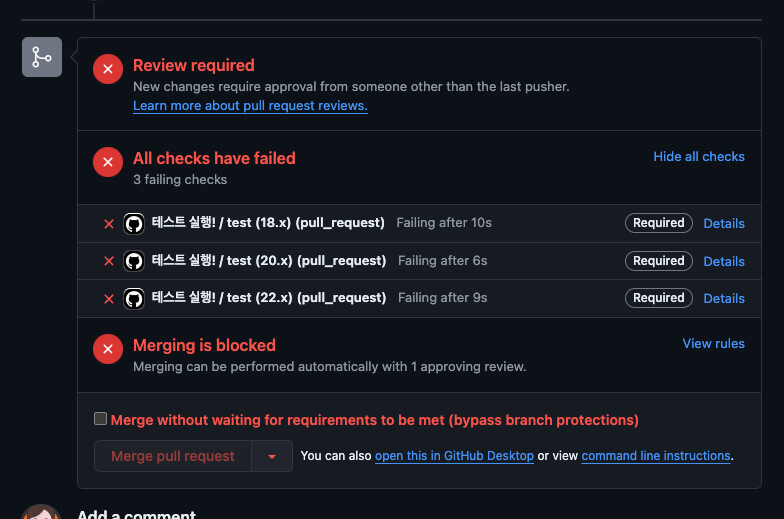 Review required
New changes require approval from someone other than the last pusher.
Learn more about pull request reviews.
All checks have failed
Hide all checks
3 failing checks
테스트 실행! / test (18.x) (pull_request) Failing after 10s Required Details
테스트 실행! / test (20.x) (pull_request) Failing after 6s Required Details
테스트 실행! / test (22.x) (pull_request) Failing after 9s Required Details
Merging is blocked
View rules
Merging can be performed automatically with 1 approving review.
Merge without waiting for requirements to be met (bypass branch protections)
Merge pull request You can also open this in GitHub Desktop or view command line instructions.
Add a comment